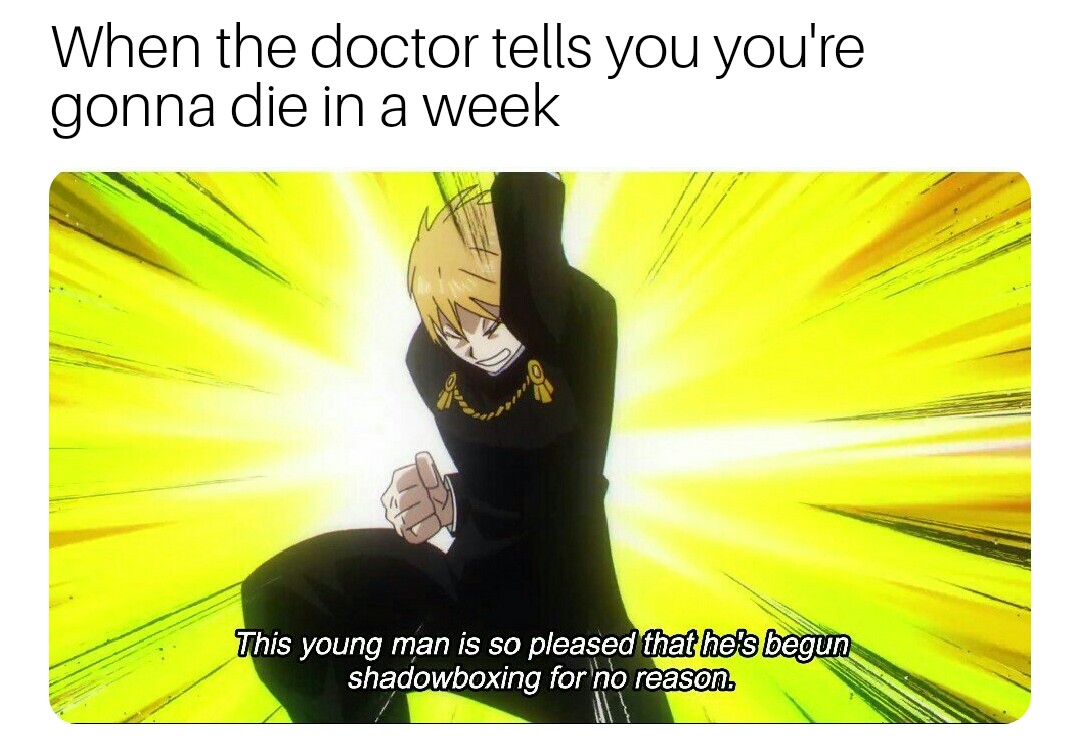 When the doctor tells you you're
gonna die in a week
This young man is so pleased that he's begun
shadowboxing for no reason.